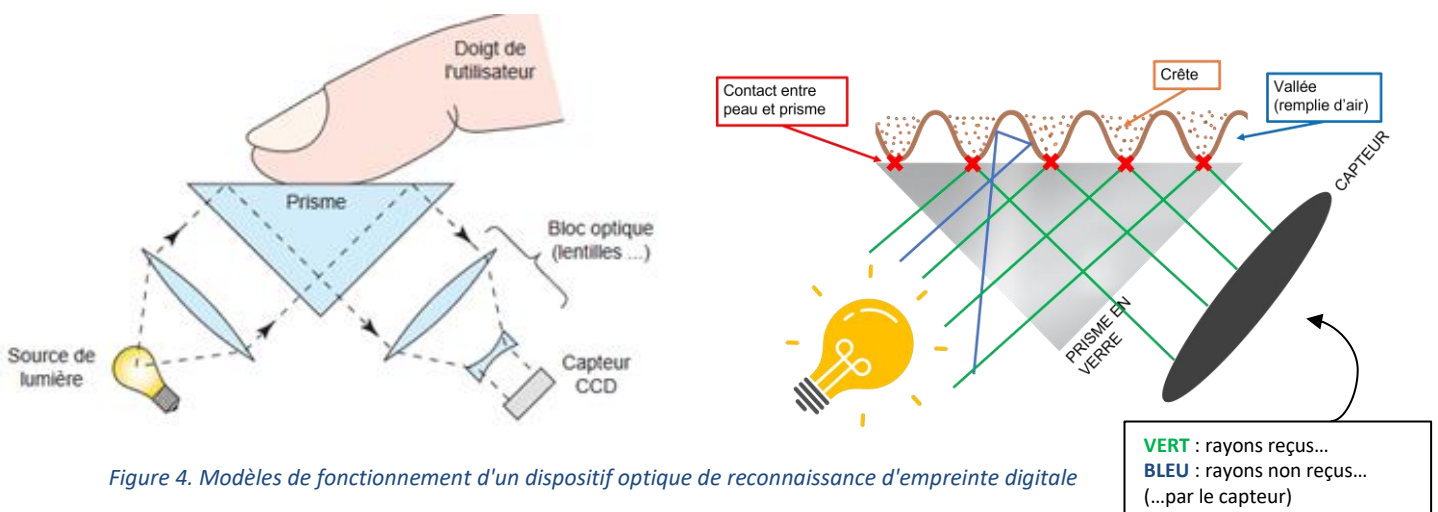 Doigt de
l'utilisateur
Prisme
Bloc optique
(lentilles ...)
Source de
lumière
Capteur
CCD
Contact entre
peau et prisme
Crête
Vallée
(remplie d'air)
CAPTEUR
PRISME EN
VERRE
VERT : rayons reçus...
BLEU : rayons non reçus...
(...par le capteur)
Figure 4. Modèles de fonctionnement d'un dispositif optique de reconnaissance d'empreinte digitale